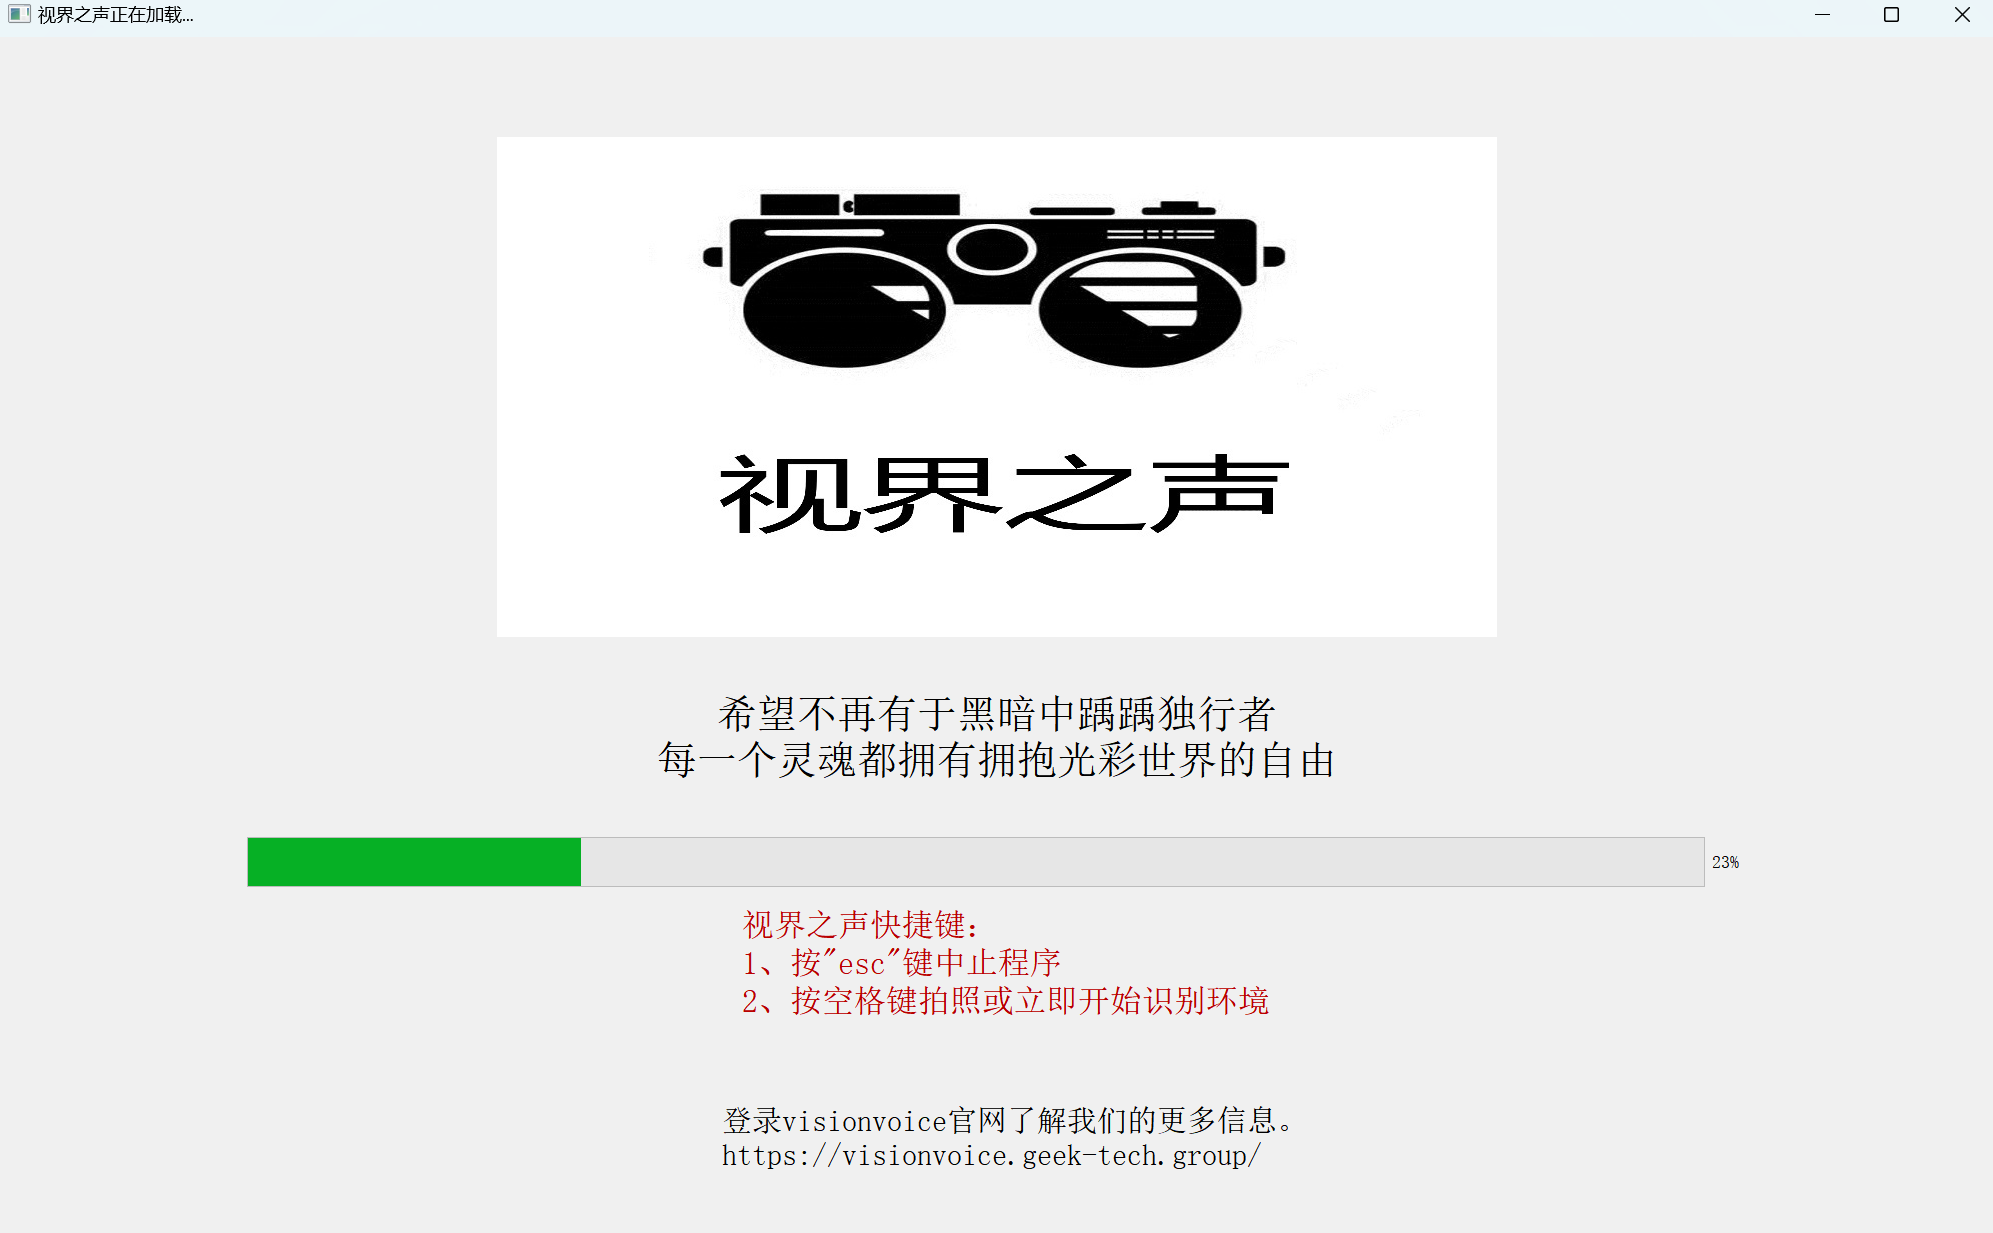 视界之声正在加载...
视界之声
希望不再有于黑暗中踽踽独行者
每一个灵魂都拥有拥抱光彩世界的自由
23%
视界之声快捷键：
1、按"esc"键中止程序
2、按空格键拍照或立即开始识别环境
登录visionvoice官网了解我们的更多信息。
https://visionvoice.geek-tech.group/